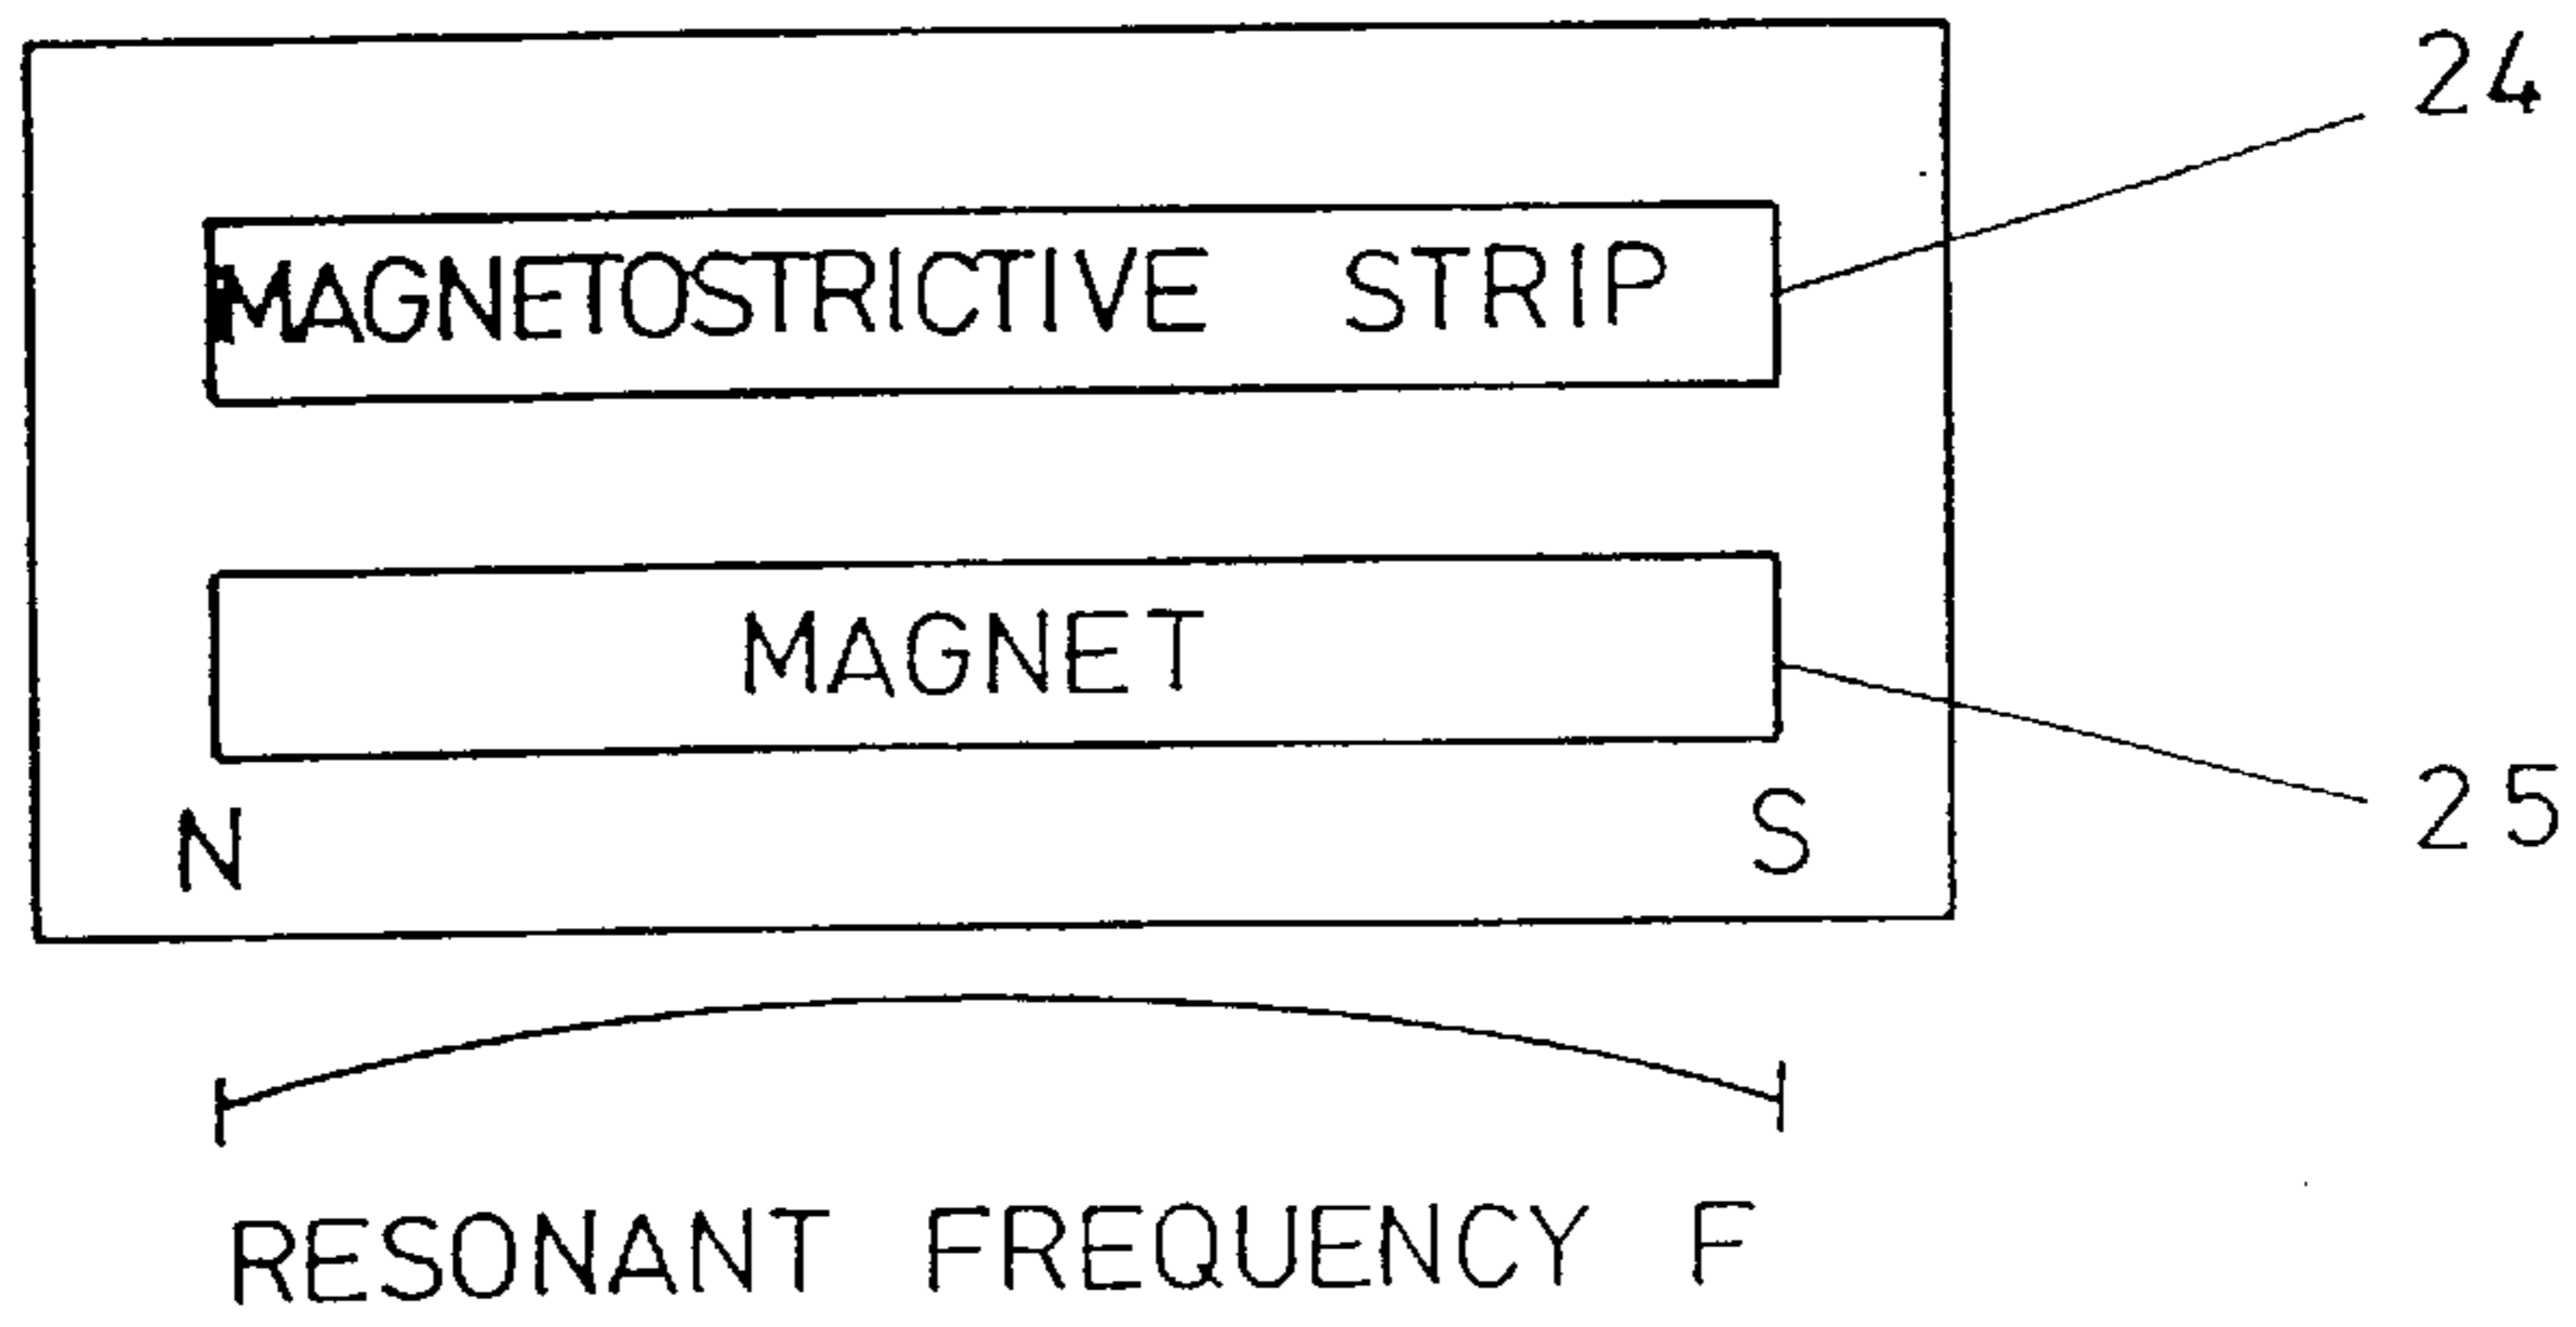 24
MAGNETOSTRICTIVE STRIP
MAGNET
25
N S
RESONANT FREQUENCY F